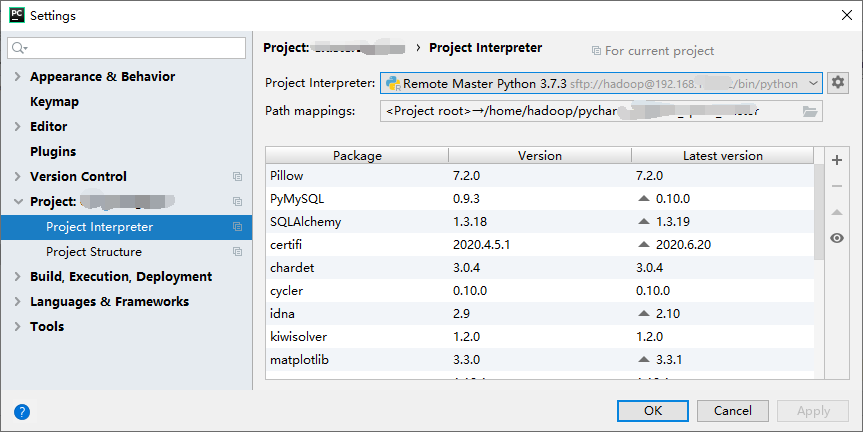 PC
Settings
Project: › Project Interpreter
For current project
Appearance & Behavior
Keymap
Editor
Plugins
Version Control
Project:
Project Interpreter
Project Structure
Build, Execution, Deployment
Languages & Frameworks
Tools
Project Interpreter: Remote Master Python 3.7.3 sftp://hadoop@192.168. /bin/python
Path mappings: <Project root>→/home/hadoop/pychar
Package Version Latest version
Pillow 7.2.0 7.2.0
PyMySQL 0.9.3 0.10.0
SQLAlchemy 1.3.18 1.3.19
certifi 2020.4.5.1 2020.6.20
chardet 3.0.4 3.0.4
cycler 0.10.0 0.10.0
idna 2.9 2.10
kiwisolver 1.2.0 1.2.0
matplotlib 3.3.0 3.3.1
?
OK Cancel Apply